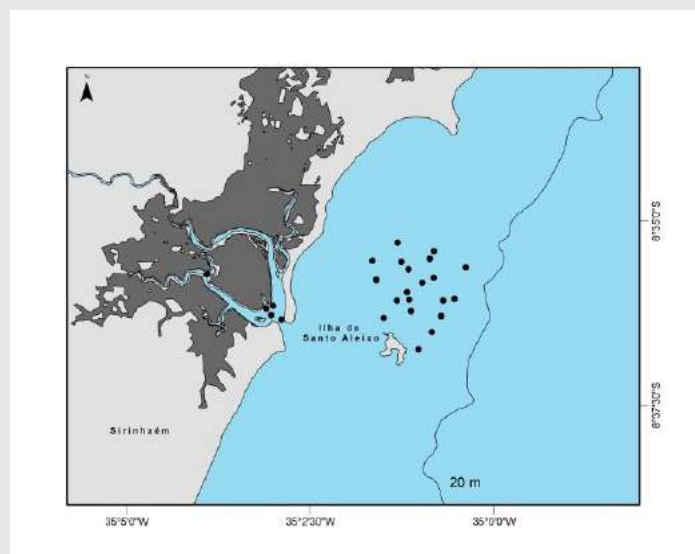 N
8°35'0"S
Ilha de
Santo Aleixo
8°37'30"S
Sirinhaém
20 m
35°5'0"W
35°2'30"W
35°0'0"W